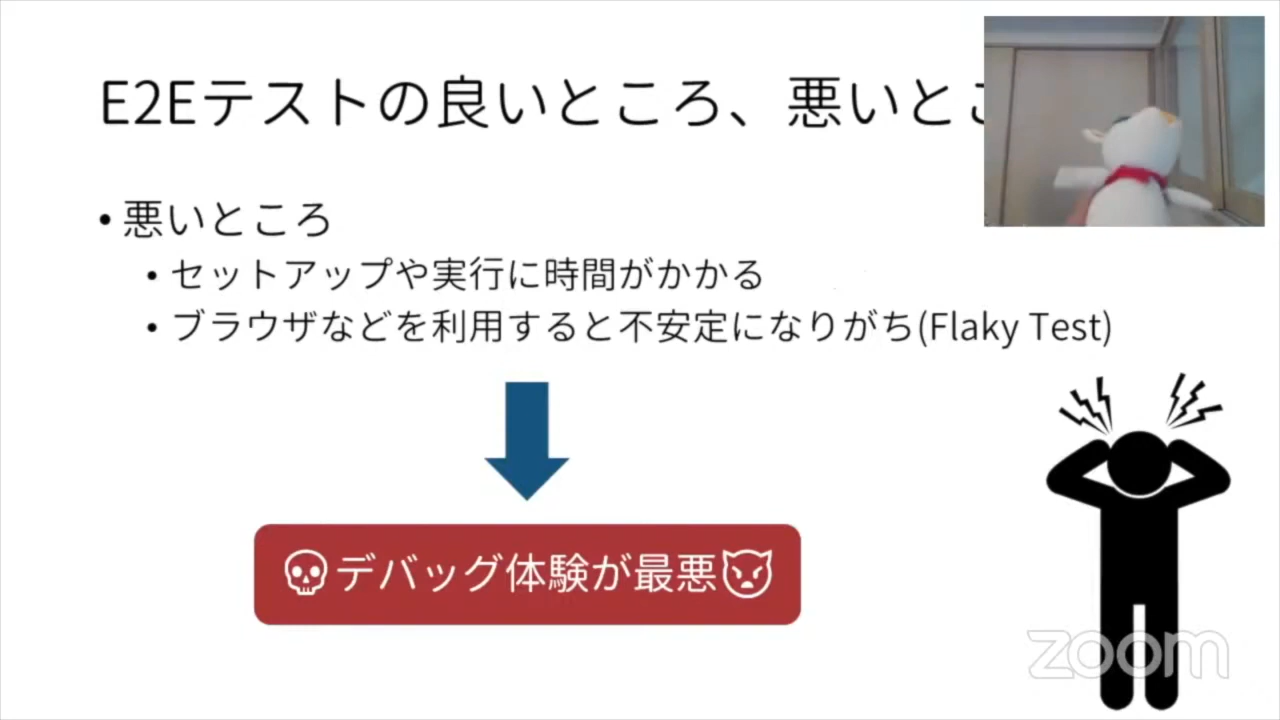 E2Eテストの良いところ、悪いとこ
• 悪いところ
• セットアップや実行に時間がかかる
• ブラウザなどを利用すると不安定になりがち(Flaky Test)
💀デバッグ体験が最悪👿
zoom